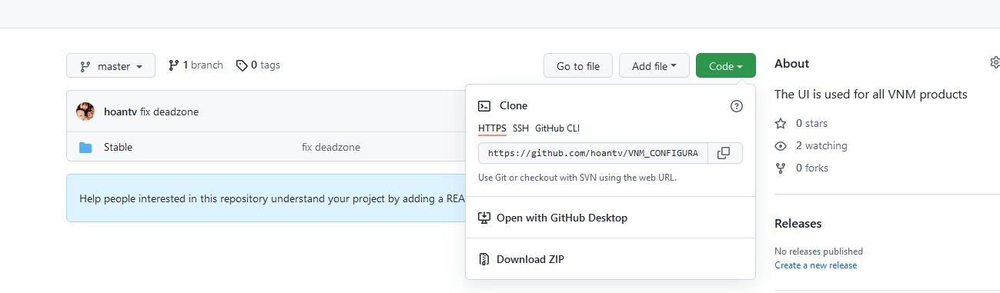 master
1 branch
0 tags
Go to file
Add file
Code
hoantv fix deadzone
Stable
fix deadzone
Help people interested in this repository understand your project by adding a REA
Clone
HTTPS SSH GitHub CLI
https://github.com/hoantv/VNM_CONFIGURA
Use Git or checkout with SVN using the web URL.
Open with GitHub Desktop
Download ZIP
About
The UI is used for all VNM products
0 stars
2 watching
0 forks
Releases
No releases published
Create a new release